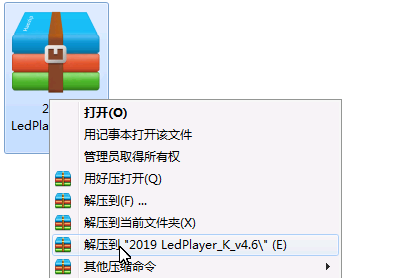 2
LedPla
打开(O)
用记事本打开该文件
管理员取得所有权
用好压打开(Q)
解压到(F) ...
解压到当前文件夹(X)
解压到 "2019 LedPlayer_K_v4.6\" (E)
其他压缩命令